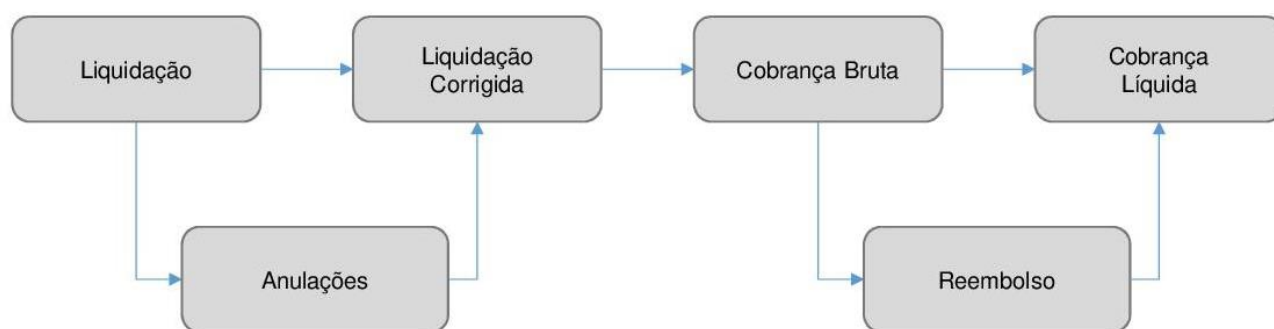 Liquidação
Liquidação
Corrigida
Cobrança Bruta
Cobrança
Líquida
Anulações
Reembolso